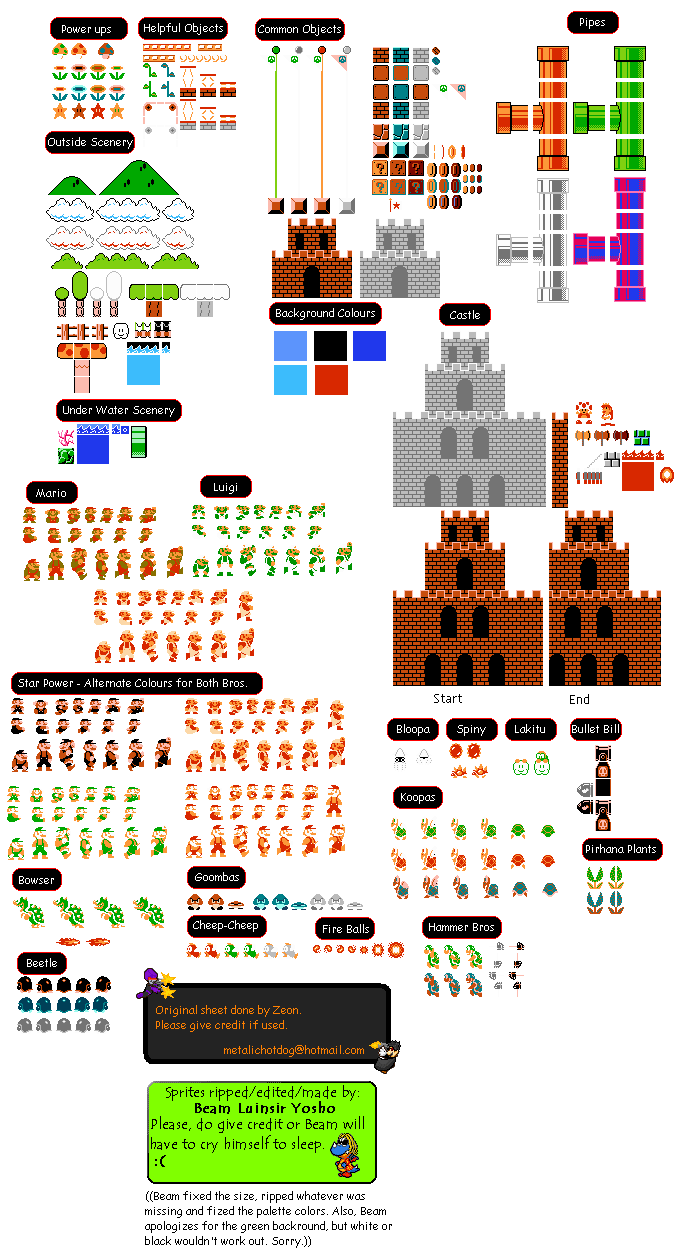 Power ups
Helpful Objects
Common Objects
Pipes
Outside Scenery
Background Colours
Castle
Under Water Scenery
Mario
Luigi
Star Power - Alternate Colours for Both Bros.
Start
End
Bloopa
Spiny
Lakitu
Bullet Bill
Koopas
Pirhana Plants
Bowser
Goombas
Cheep-Cheep
Fire Balls
Hammer Bros
Beetle
Original sheet done by Zeon.
Please give credit if used.
metalichotdog@hotmail.com
Sprites ripped/edited/made by:
Beam Luinsir Yosho
Please, do give credit or Beam will
have to cry himself to sleep.
:(
((Beam fixed the size, ripped whatever was
missing and fized the palette colors. Also, Beam
apologizes for the green backround, but white or
black wouldn't work out. Sorry.))